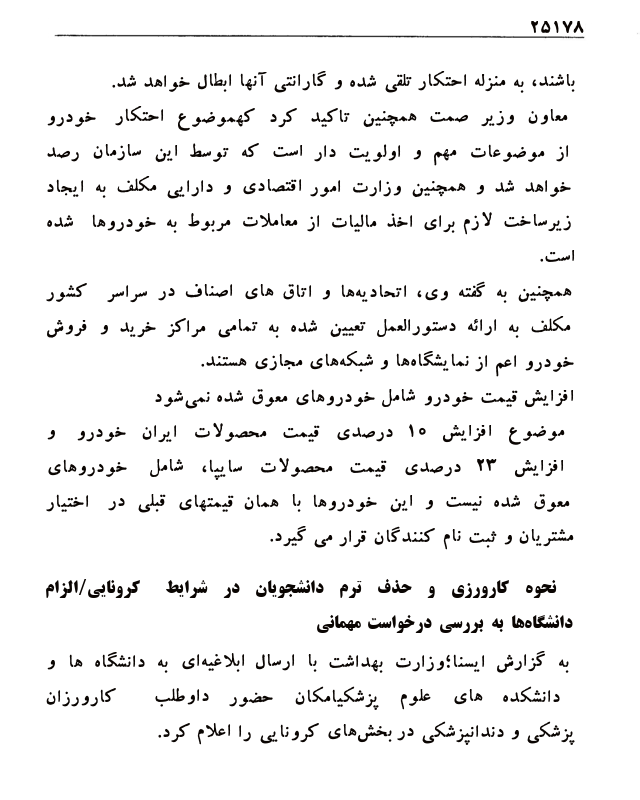 ۲۵۱۷۸
باشند، به منزله احتکار تلقی شده و گارانتی آنها ابطال خواهد شد.
معاون وزیر صمت همچنین تاکید کرد کهموضوع احتکار خودرو
از موضوعات مهم و اولویت دار است که توسط این سازمان رصد
خواهد شد و همچنین وزارت امور اقتصادی و دارایی مکلف به ایجاد
زیرساخت لازم برای اخذ مالیات از معاملات مربوط به خودروها شده
است.
همچنین به گفته وی، اتحادیه‌ها و اتاق های اصناف در سراسر کشور
مکلف به ارائه دستورالعمل تعیین شده به تمامی مراکز خرید و فروش
خودرو اعم از نمایشگاه‌ها و شبکه‌های مجازی هستند.
افزایش قیمت خودرو شامل خودروهای معوق شده نمی‌شود
موضوع افزایش ۱۰ درصدی قیمت محصولات ایران خودرو و
افزایش ۲۳ درصدی قیمت محصولات سایپا، شامل خودروهای
معوق شده نیست و این خودروها با همان قیمتهای قبلی در اختیار
مشتریان و ثبت نام کنندگان قرار می گیرد.
نحوه کارورزی و حذف ترم دانشجویان در شرایط کرونایی/الزام
دانشگاه‌ها به بررسی درخواست مهمانی
به گزارش ایسنا؛وزارت بهداشت با ارسال ابلاغیه‌ای به دانشگاه ها و
دانشکده های علوم پزشکیامکان حضور داوطلب کارورزان
پزشکی و دندانپزشکی در بخش‌های کرونایی را اعلام کرد.